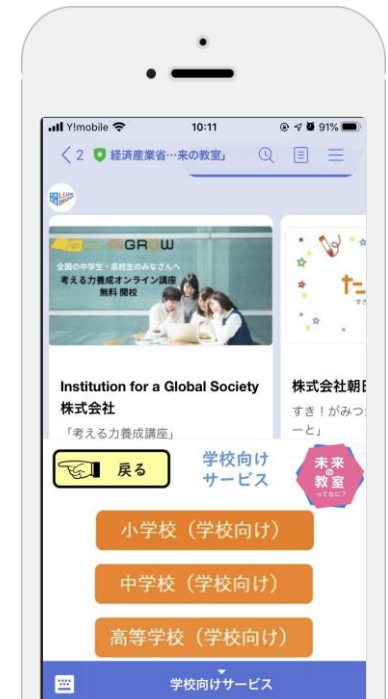 Y!mobile 10:11 91%
2 経済産業省…来の教室」
GROW
全国の中学生・高校生のみなさんへ
考える力養成オンライン講座
無料 開校
Institution for a Global Society
株式会社
「考える力養成講座」
た
株式会社朝日
すき！がみつ
ーと」
戻る
学校向け
サービス
未来
の
教室
ってなに？
小学校（学校向け）
中学校（学校向け）
高等学校（学校向け）
学校向けサービス